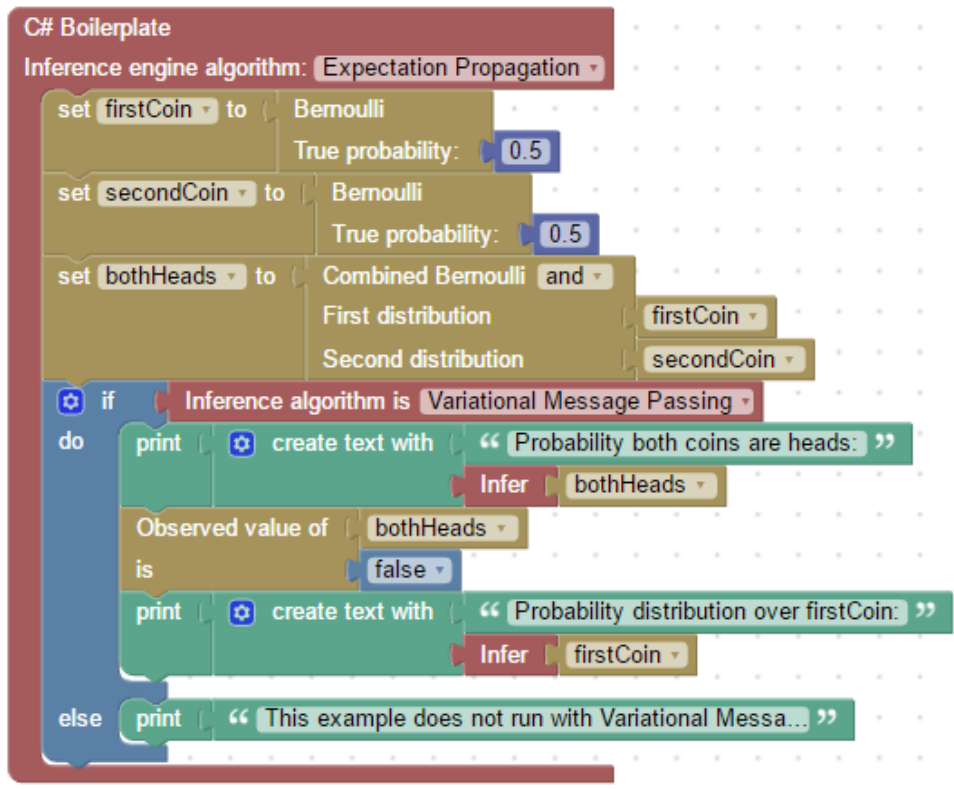 C# Boilerplate
Inference engine algorithm: Expectation Propagation
set firstCoin to Bernoulli
True probability: 0.5
set secondCoin to Bernoulli
True probability: 0.5
set bothHeads to Combined Bernoulli and
First distribution firstCoin
Second distribution secondCoin
if Inference algorithm is Variational Message Passing
do print create text with “ Probability both coins are heads: ”
Infer bothHeads
Observed value of bothHeads
is false
print create text with “ Probability distribution over firstCoin: ”
Infer firstCoin
else print “ This example does not run with Variational Messa... ”